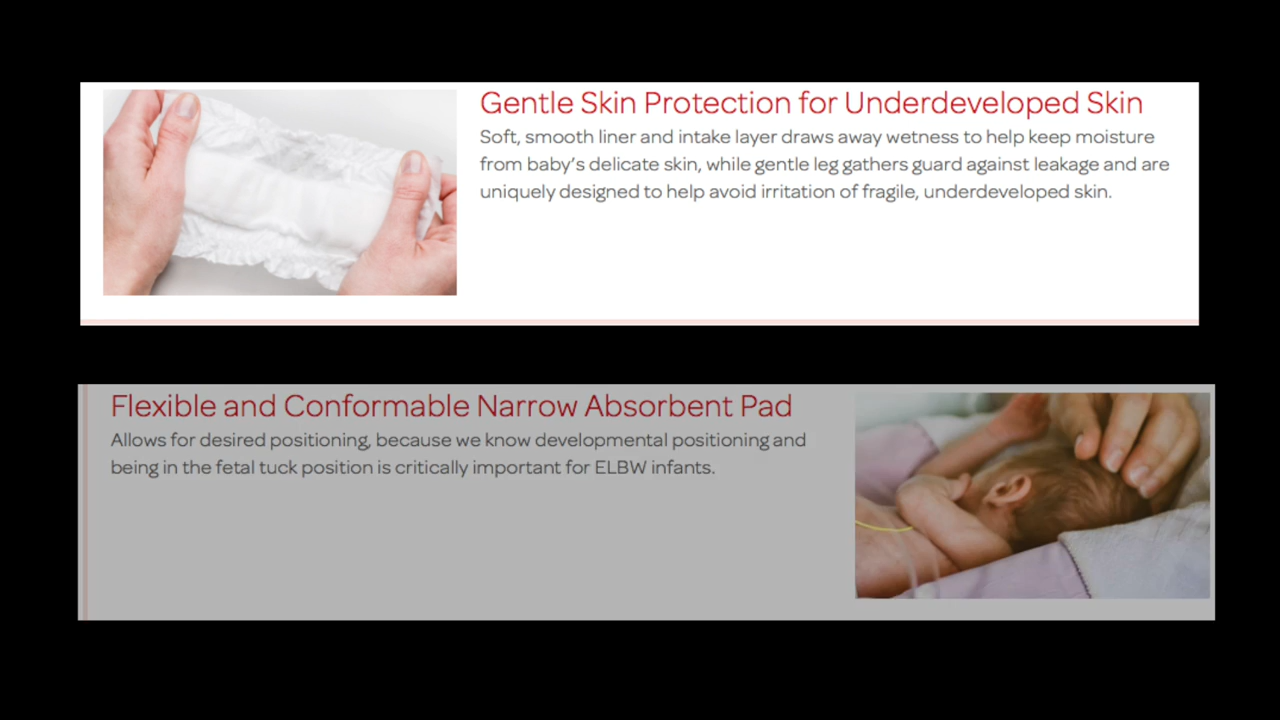 Gentle Skin Protection for Underdeveloped Skin
Soft, smooth liner and intake layer draws away wetness to help keep moisture
from baby’s delicate skin, while gentle leg gathers guard against leakage and are
uniquely designed to help avoid irritation of fragile, underdeveloped skin.
Flexible and Conformable Narrow Absorbent Pad
Allows for desired positioning, because we know developmental positioning and
being in the fetal tuck position is critically important for ELBW infants.